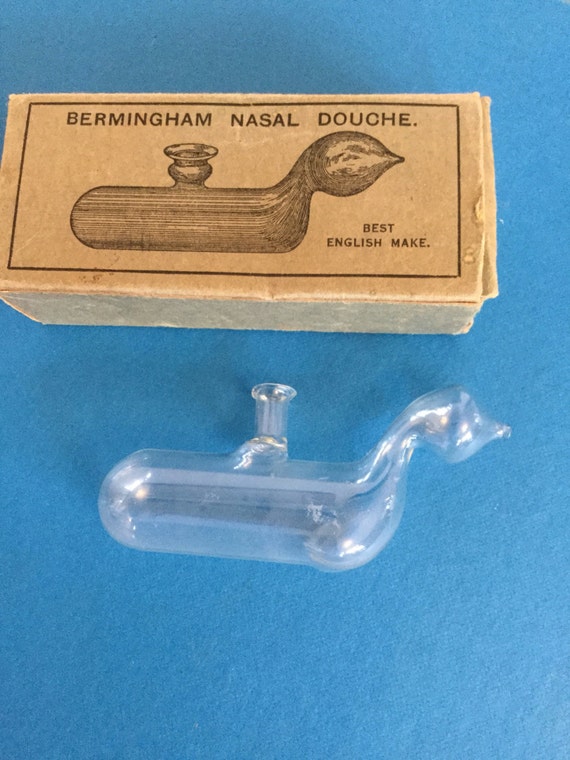 BERMINGHAM NASAL DOUCHE.
BEST
ENGLISH MAKE.